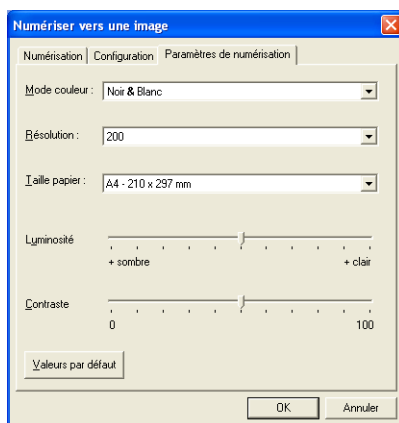 Numériser vers une image
Numérisation Configuration Paramètres de numérisation
Mode couleur : Noir & Blanc
Résolution : 200
Taille papier : A4 - 210 x 297 mm
Luminosité
+ sombre + clair
Contraste
0 100
Valeurs par défaut
OK Annuler